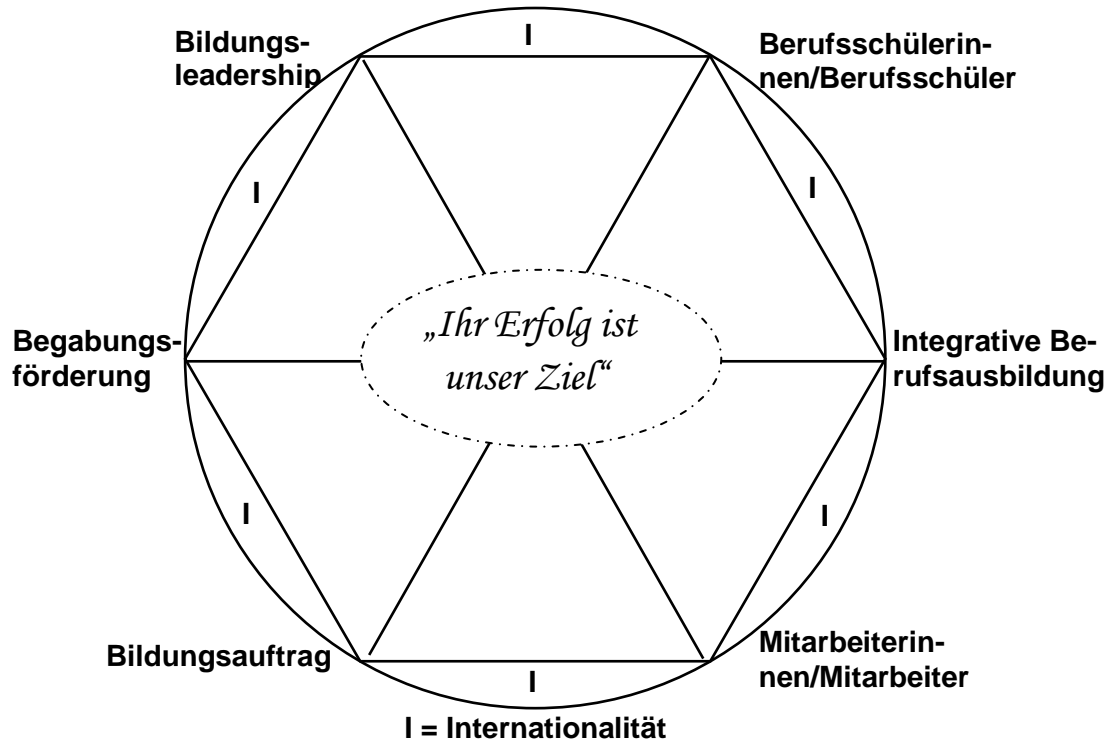 I
Bildungs-
leadership
Berufsschülerin-
nen/Berufsschüler
I
I
„Ihr Erfolg ist
unser Ziel“
Begabungs-
förderung
Integrative Be-
rufsausbildung
I
I
Bildungsauftrag
Mitarbeiterin-
nen/Mitarbeiter
I
I = Internationalität